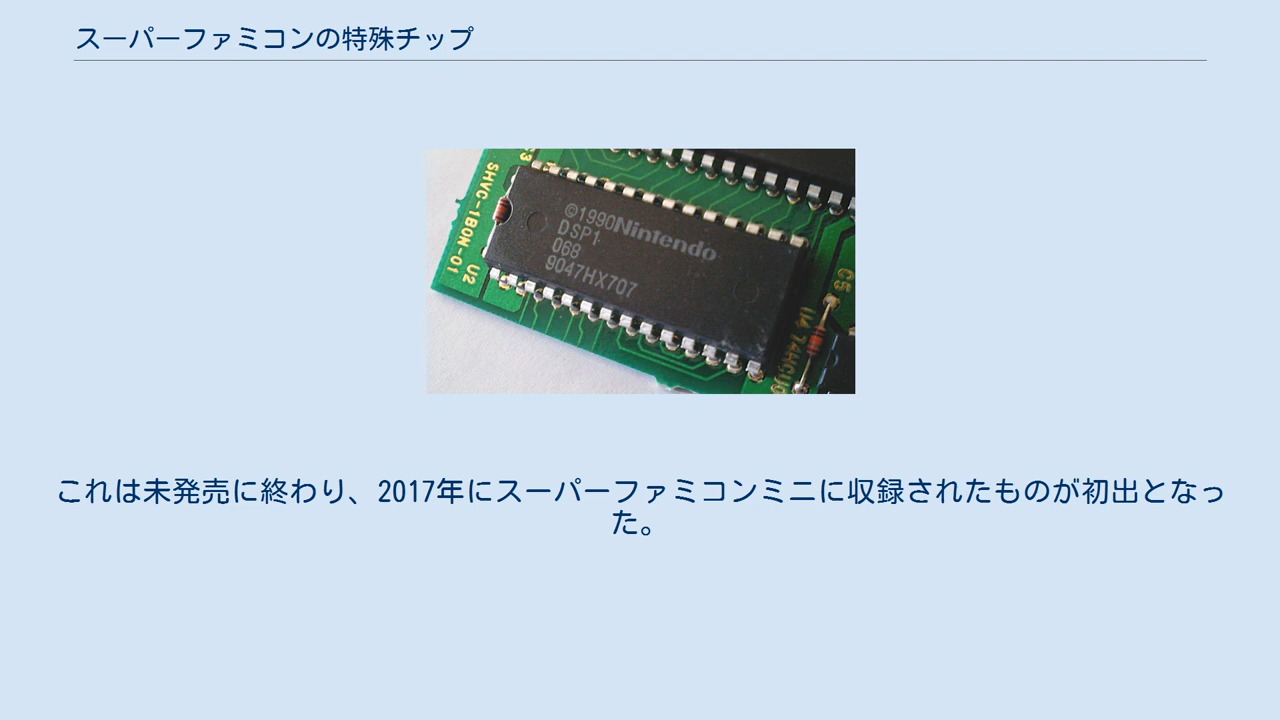 スーパーファミコンの特殊チップ
SHVC-1B0N-01
U2
©1990Nintendo
DSP1
068
9047HX707
C5
これは未発売に終わり、2017年にスーパーファミコンミニに収録されたものが初出となっ
た。